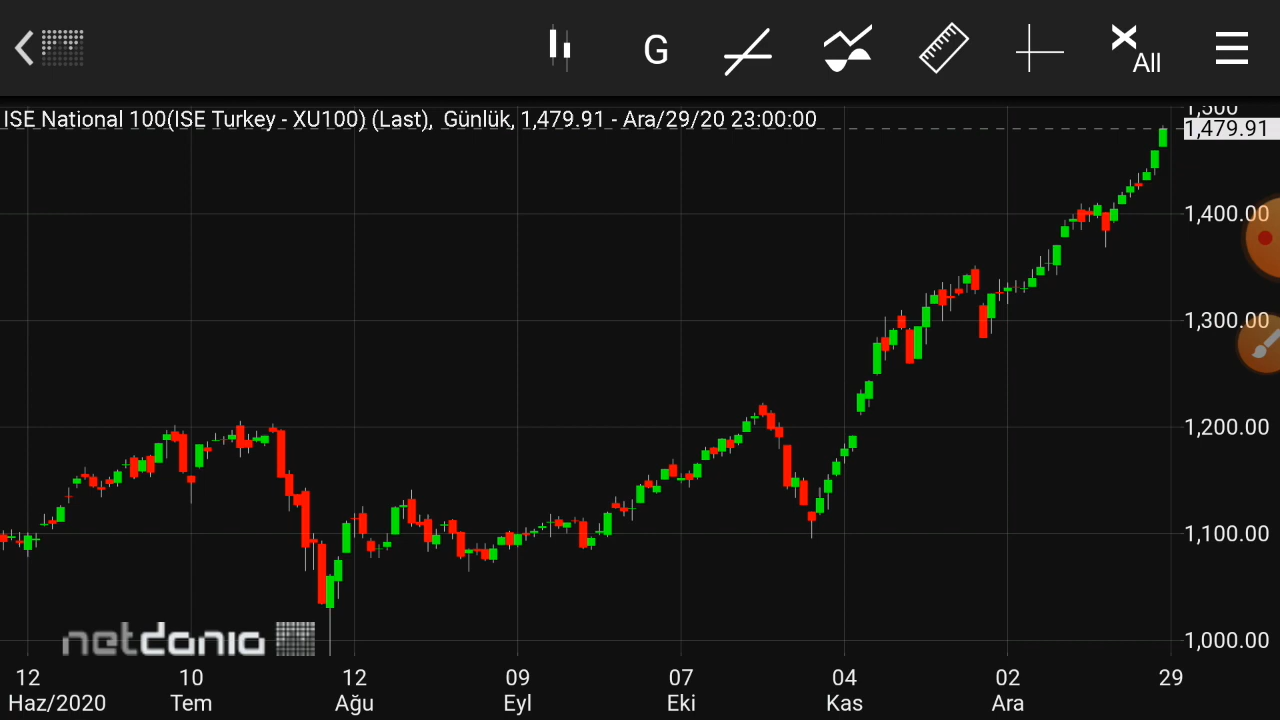 G
All
ISE National 100(ISE Turkey - XU100) (Last), Günlük, 1,479.91 - Ara/29/20 23:00:00
1,500
1,479.91
1,400.00
1,300.00
1,200.00
1,100.00
1,000.00
netdania
12 10 12 09 07 04 02 29
Haz/2020 Tem Ağu Eyl Eki Kas Ara